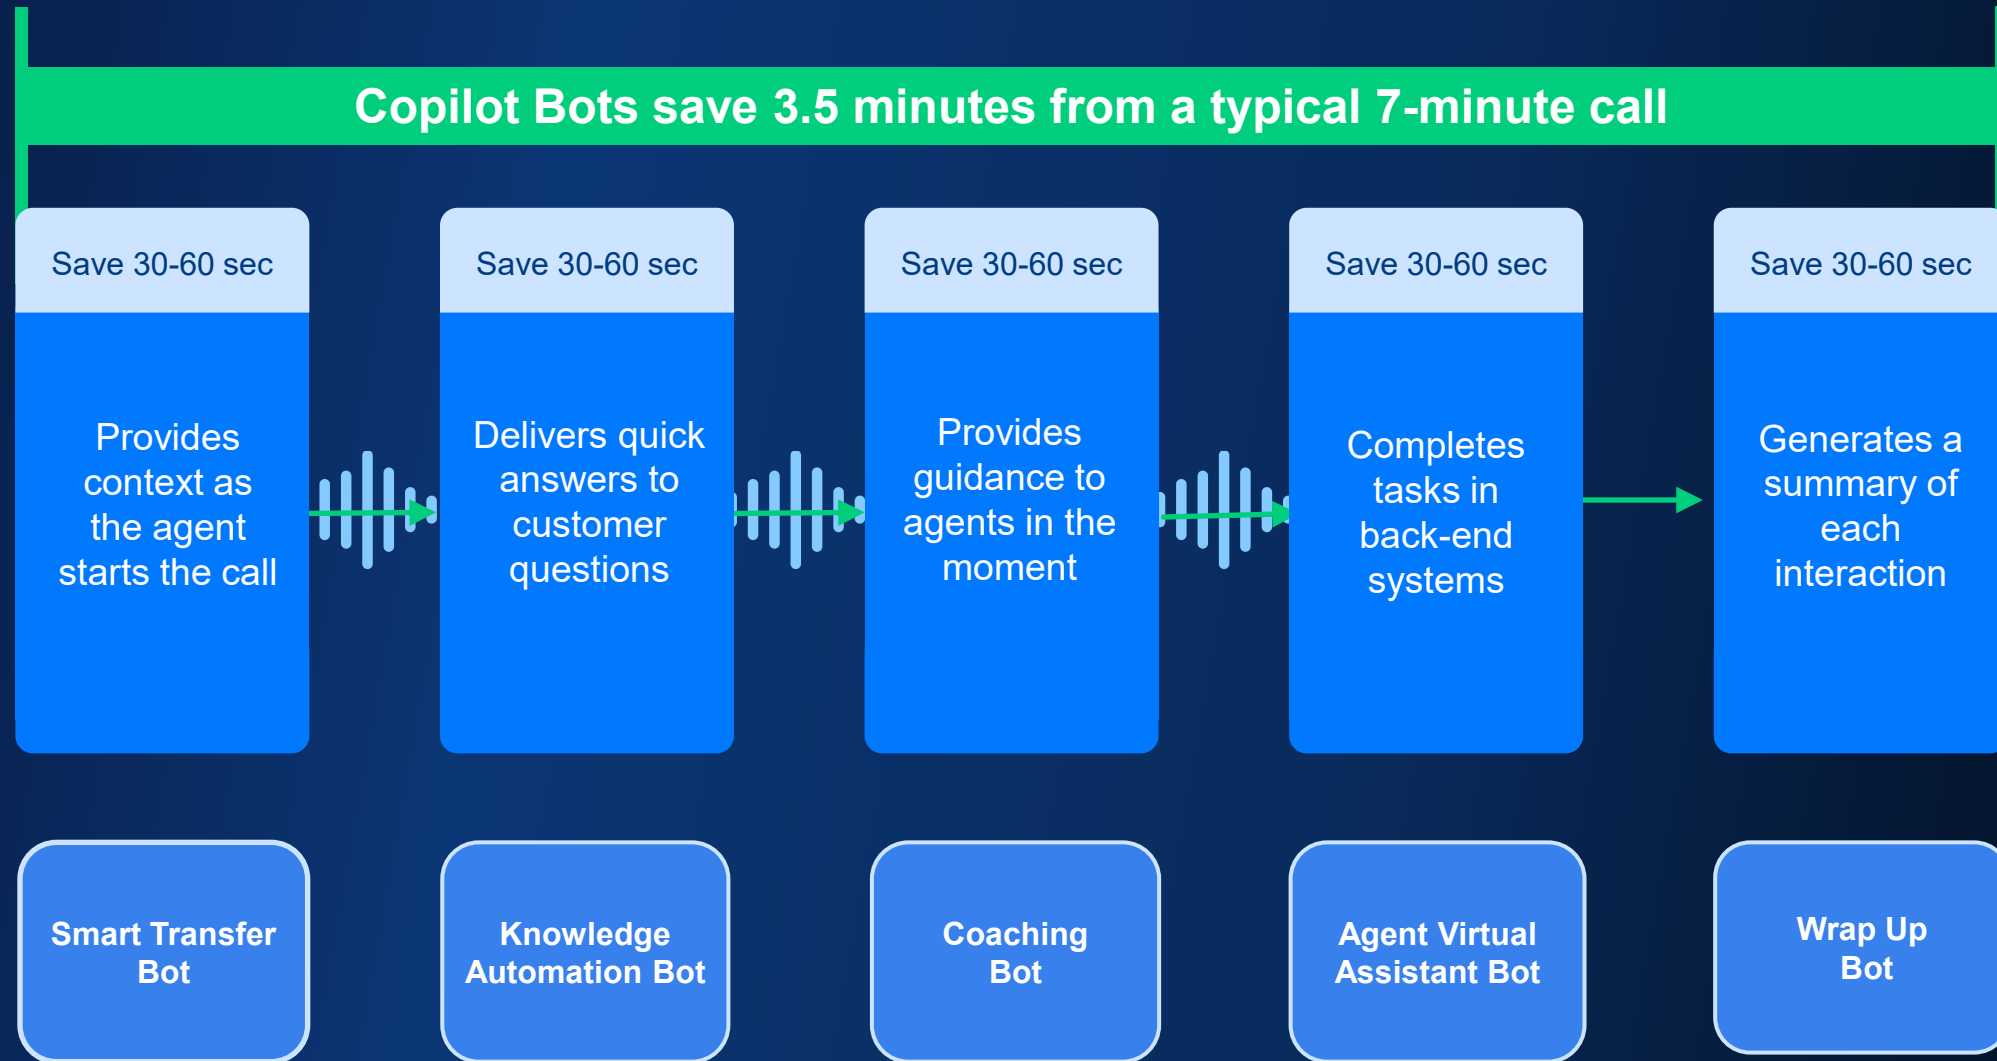 Copilot Bots save 3.5 minutes from a typical 7-minute call
Save 30-60 sec
Provides
context as
the agent
starts the call
Smart Transfer
Bot
Save 30-60 sec
Delivers quick
answers to
customer
questions
Knowledge
Automation Bot
Save 30-60 sec
Provides
guidance to
agents in the
moment
Coaching
Bot
Save 30-60 sec
Completes
tasks in
back-end
systems
Agent Virtual
Assistant Bot
Save 30-60 sec
Generates a
summary of
each
interaction
Wrap Up
Bot